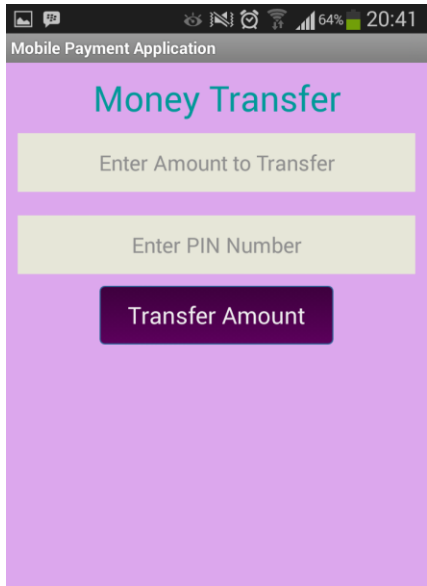 64% 20:41
Mobile Payment Application
Money Transfer
Enter Amount to Transfer
Enter PIN Number
Transfer Amount